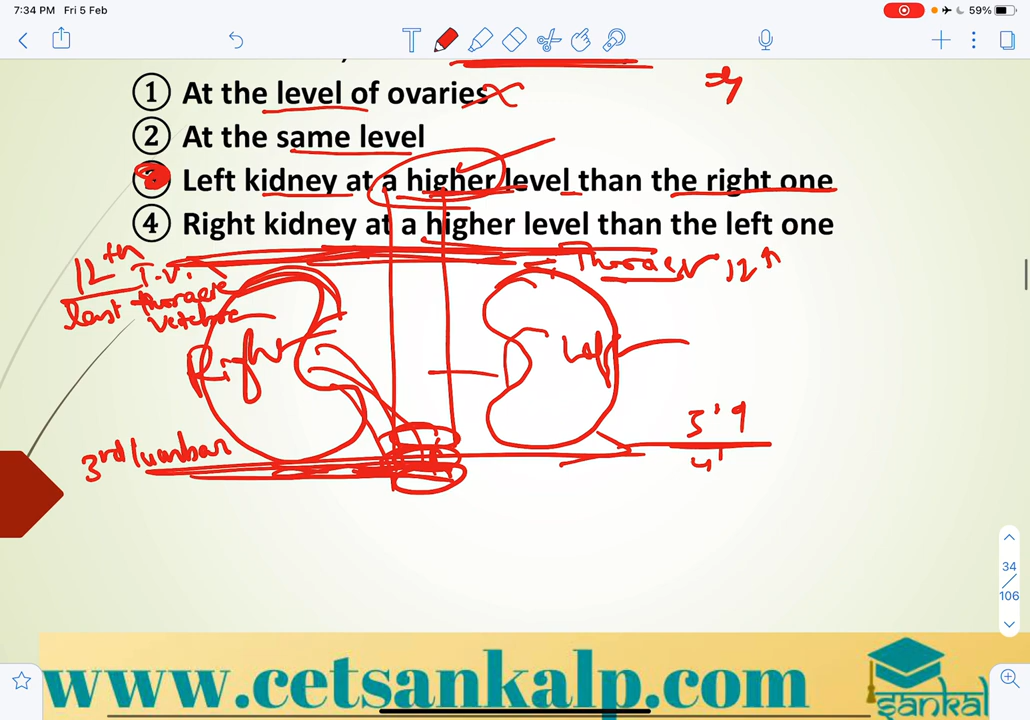 7:34 PM Fri 5 Feb
59%
T
① At the level of ovaries
② At the same level
Left kidney at a higher level than the right one
④ Right kidney at a higher level than the left one
12th T.V.
last thoracic
vertebrae
12th
Right
Left
3rd lumbar
34
106
www.cetsankalp.com
sankal